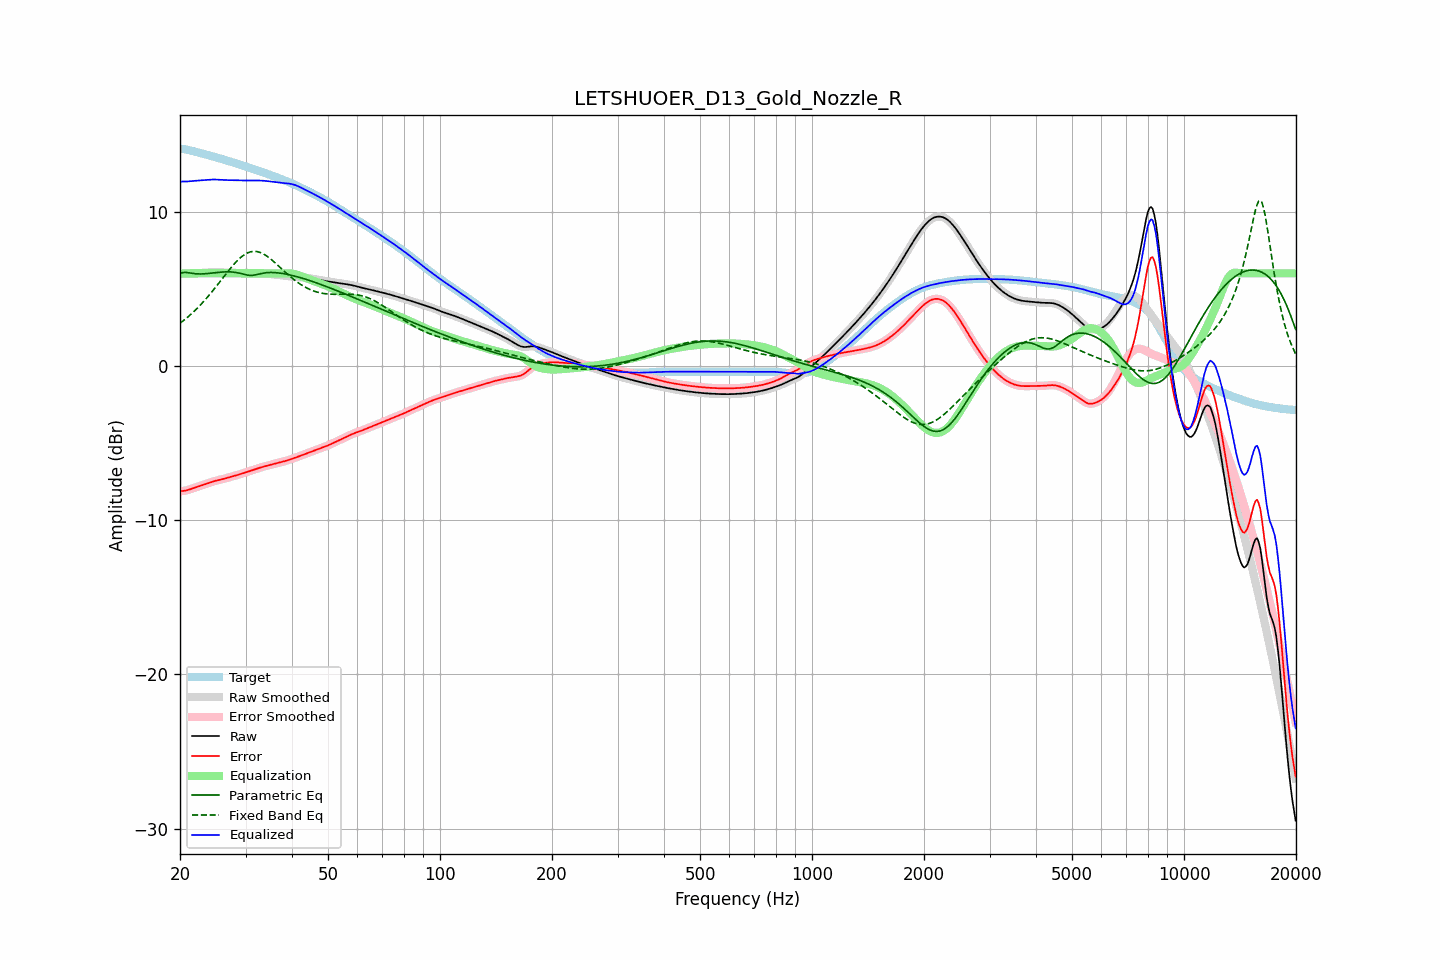 LETSHUOER_D13_Gold_Nozzle_R
Amplitude (dBr)
10
0
−10
−20
−30
Target
Raw Smoothed
Error Smoothed
Raw
Error
Equalization
Parametric Eq
Fixed Band Eq
Equalized
20 50 100 200 500 1000 2000 5000 10000 20000
Frequency (Hz)